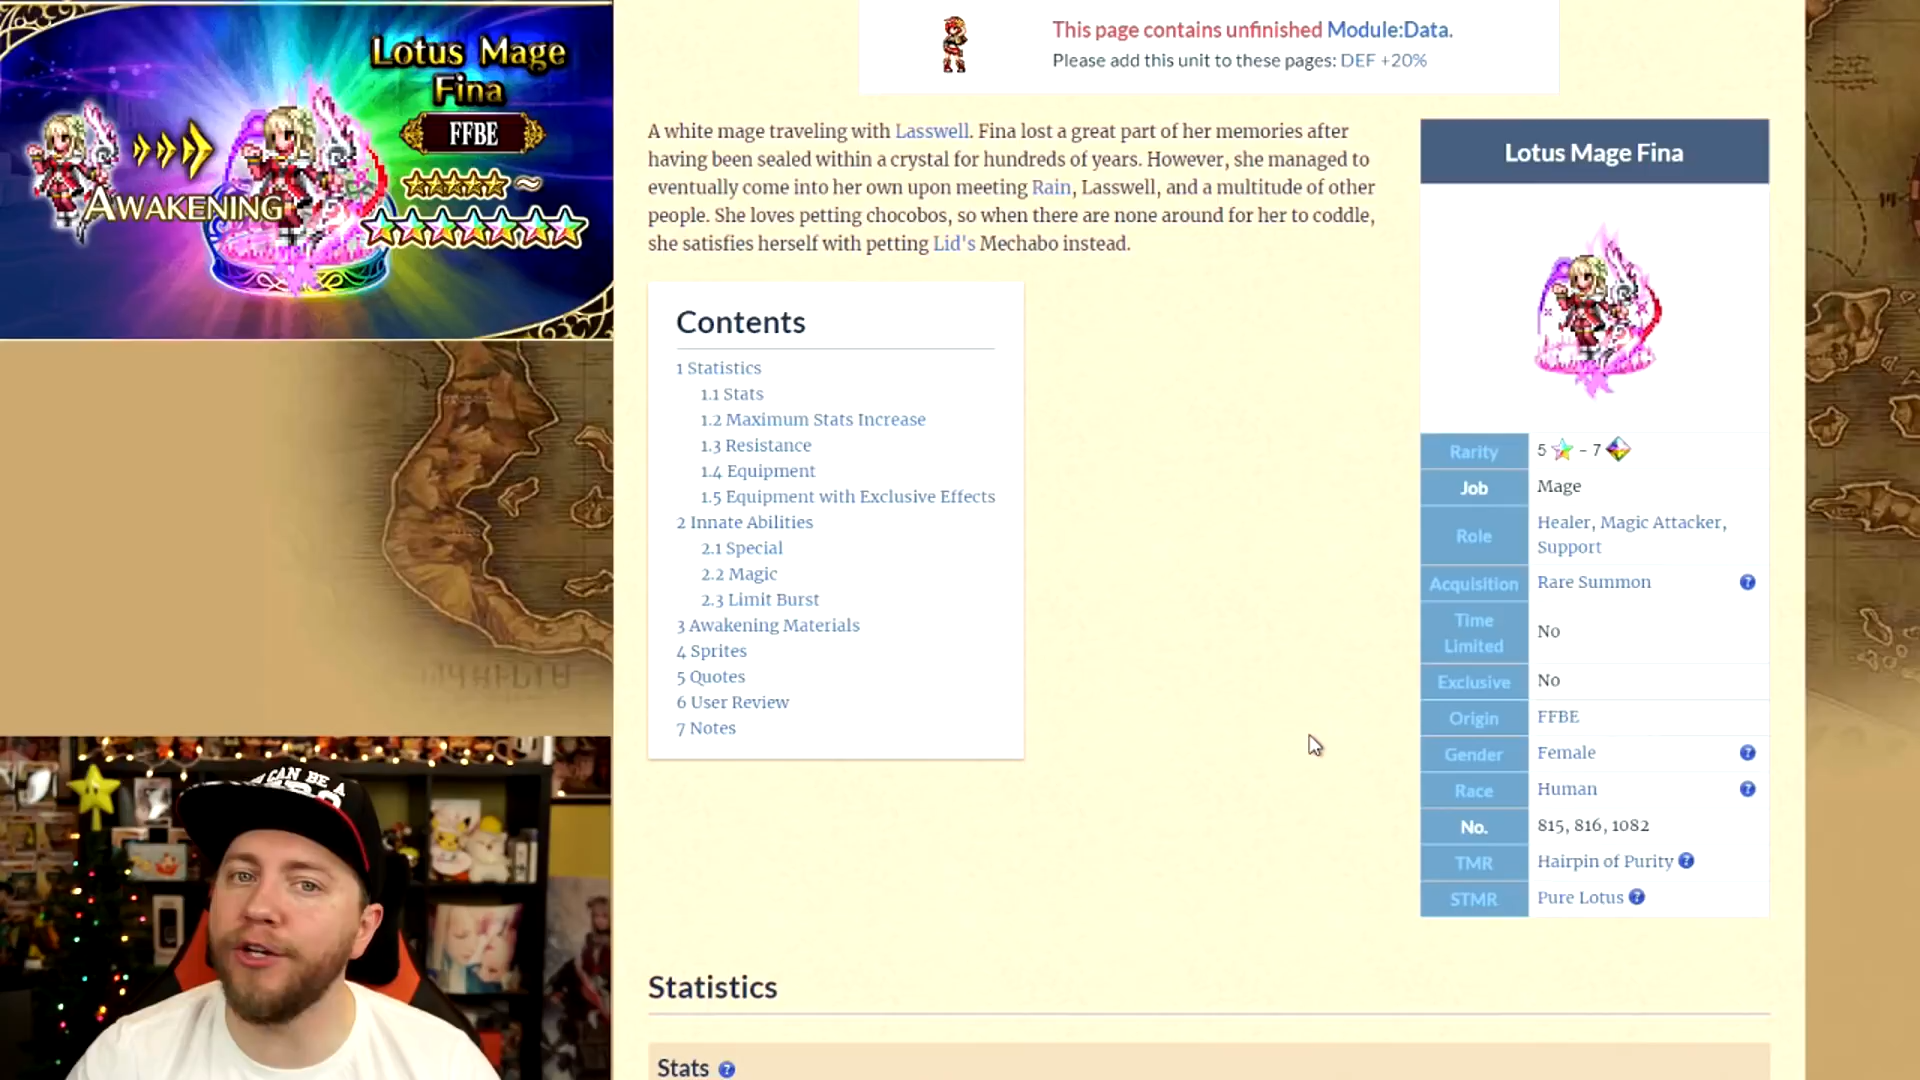 Lotus Mage
Fina
FFBE
AWAKENING
This page contains unfinished Module:Data.
Please add this unit to these pages: DEF +20%
A white mage traveling with Lasswell. Fina lost a great part of her memories after
having been sealed within a crystal for hundreds of years. However, she managed to
eventually come into her own upon meeting Rain, Lasswell, and a multitude of other
people. She loves petting chocobos, so when there are none around for her to coddle,
she satisfies herself with petting Lid's Mechabo instead.
Contents
1 Statistics
1.1 Stats
1.2 Maximum Stats Increase
1.3 Resistance
1.4 Equipment
1.5 Equipment with Exclusive Effects
2 Innate Abilities
2.1 Special
2.2 Magic
2.3 Limit Burst
3 Awakening Materials
4 Sprites
5 Quotes
6 User Review
7 Notes
Lotus Mage Fina
Rarity 5 - 7
Job Mage
Role Healer, Magic Attacker,
Support
Acquisition Rare Summon ?
Time
Limited No
Exclusive No
Origin FFBE
Gender Female ?
Race Human ?
No. 815, 816, 1082
TMR Hairpin of Purity ?
STMR Pure Lotus ?
Statistics
Stats ?
CAN BE A